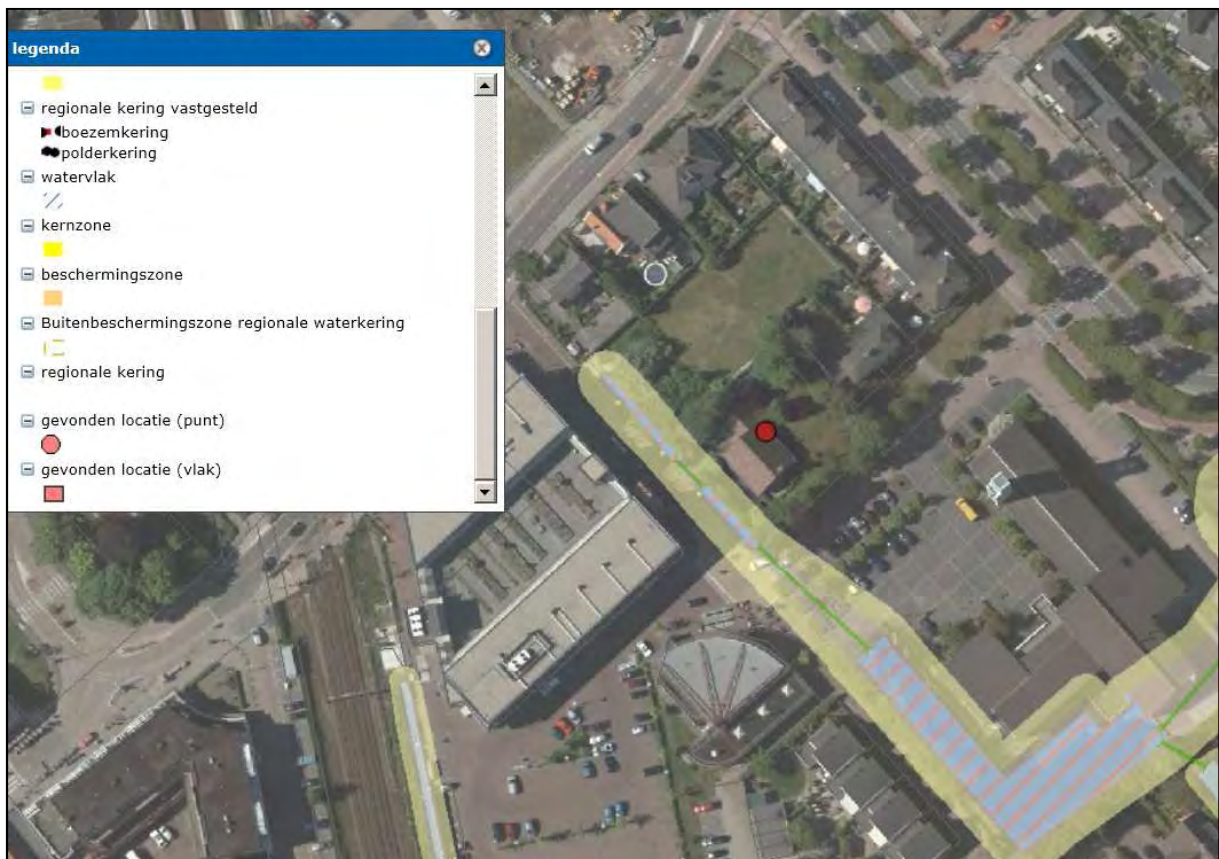 legenda
regionale kering vastgesteld
boezemkering
polderkering
watervlak
kernzone
beschermingszone
Buitenbeschermingszone regionale waterkering
regionale kering
gevonden locatie (punt)
gevonden locatie (vlak)